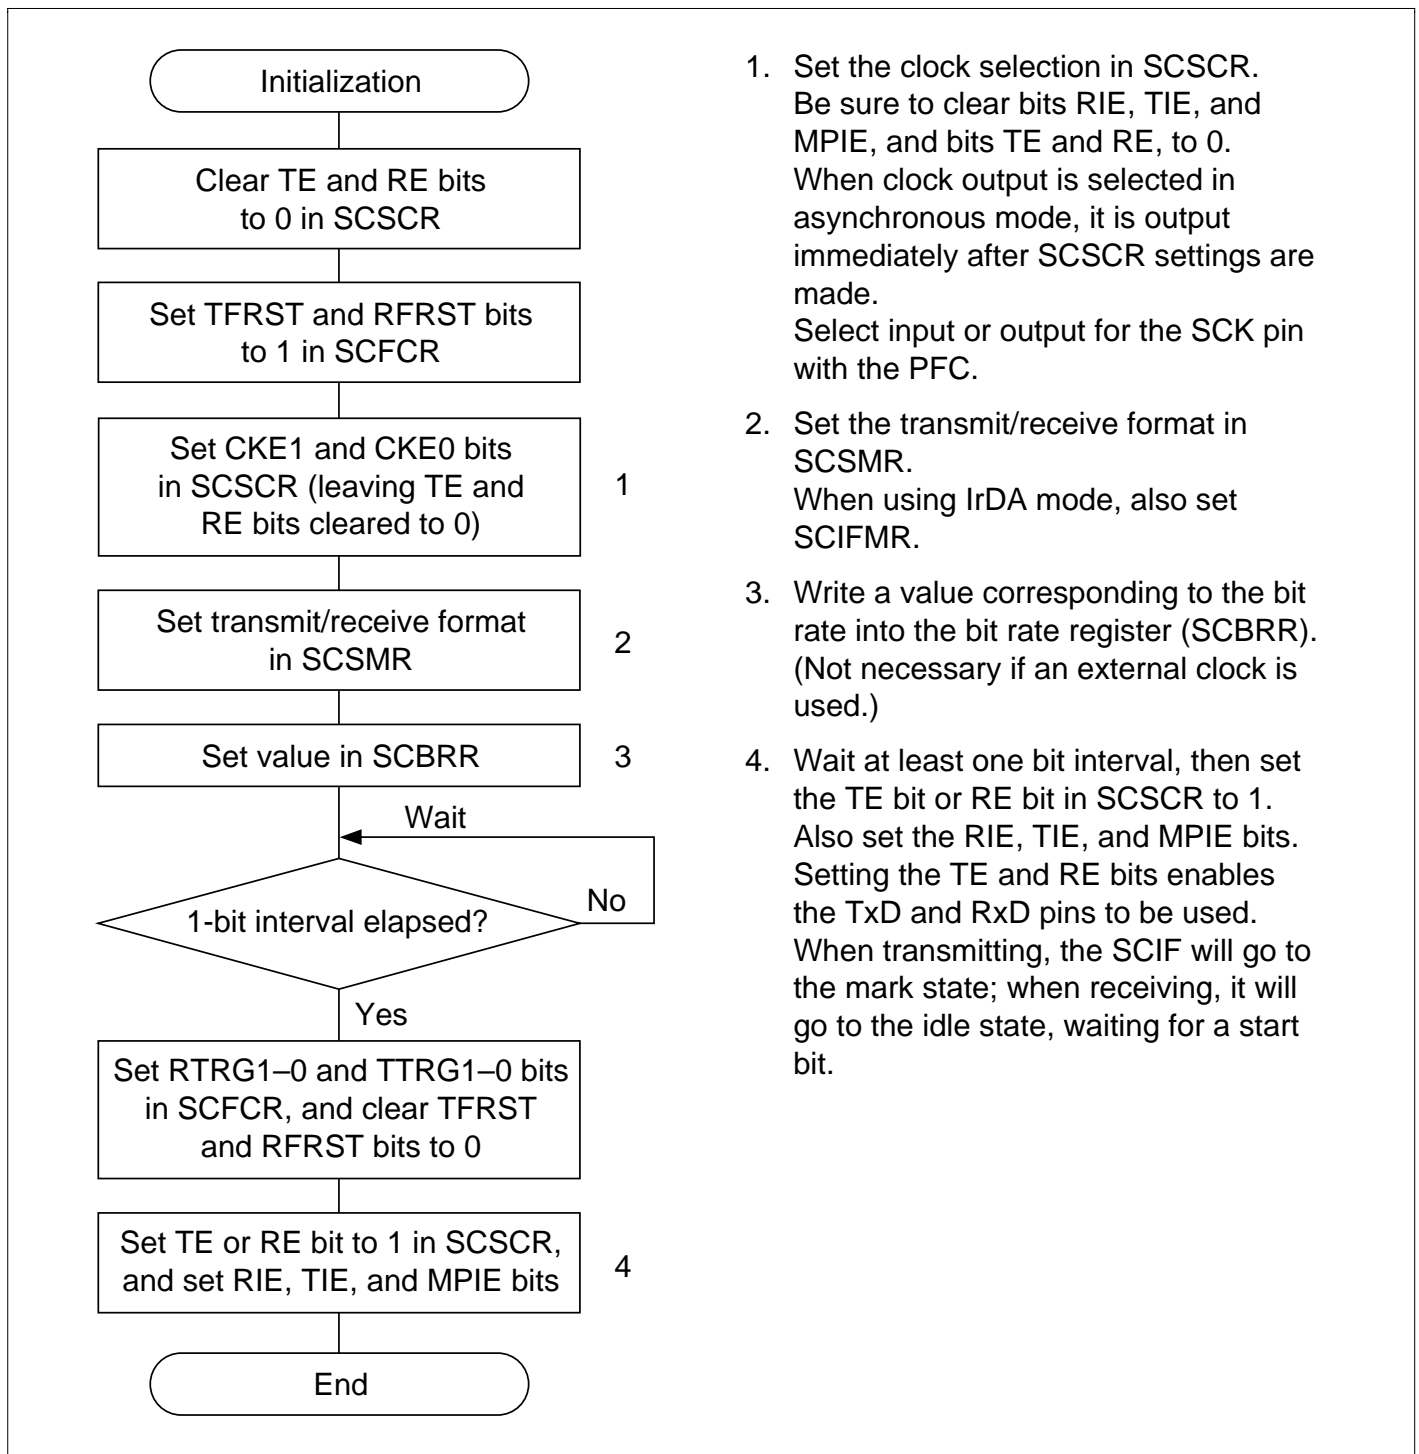 Initialization
Clear TE and RE bits
to 0 in SCSCR
Set TFRST and RFRST bits
to 1 in SCFCR
Set CKE1 and CKE0 bits
in SCSCR (leaving TE and
RE bits cleared to 0)
1
Set transmit/receive format
in SCSMR
2
Set value in SCBRR
3
Wait
1-bit interval elapsed?
No
Yes
Set RTRG1–0 and TTRG1–0 bits
in SCFCR, and clear TFRST
and RFRST bits to 0
Set TE or RE bit to 1 in SCSCR,
and set RIE, TIE, and MPIE bits
4
End
1. Set the clock selection in SCSCR.
Be sure to clear bits RIE, TIE, and
MPIE, and bits TE and RE, to 0.
When clock output is selected in
asynchronous mode, it is output
immediately after SCSCR settings are
made.
Select input or output for the SCK pin
with the PFC.
2. Set the transmit/receive format in
SCSMR.
When using IrDA mode, also set
SCIFMR.
3. Write a value corresponding to the bit
rate into the bit rate register (SCBRR).
(Not necessary if an external clock is
used.)
4. Wait at least one bit interval, then set
the TE bit or RE bit in SCSCR to 1.
Also set the RIE, TIE, and MPIE bits.
Setting the TE and RE bits enables
the TxD and RxD pins to be used.
When transmitting, the SCIF will go to
the mark state; when receiving, it will
go to the idle state, waiting for a start
bit.